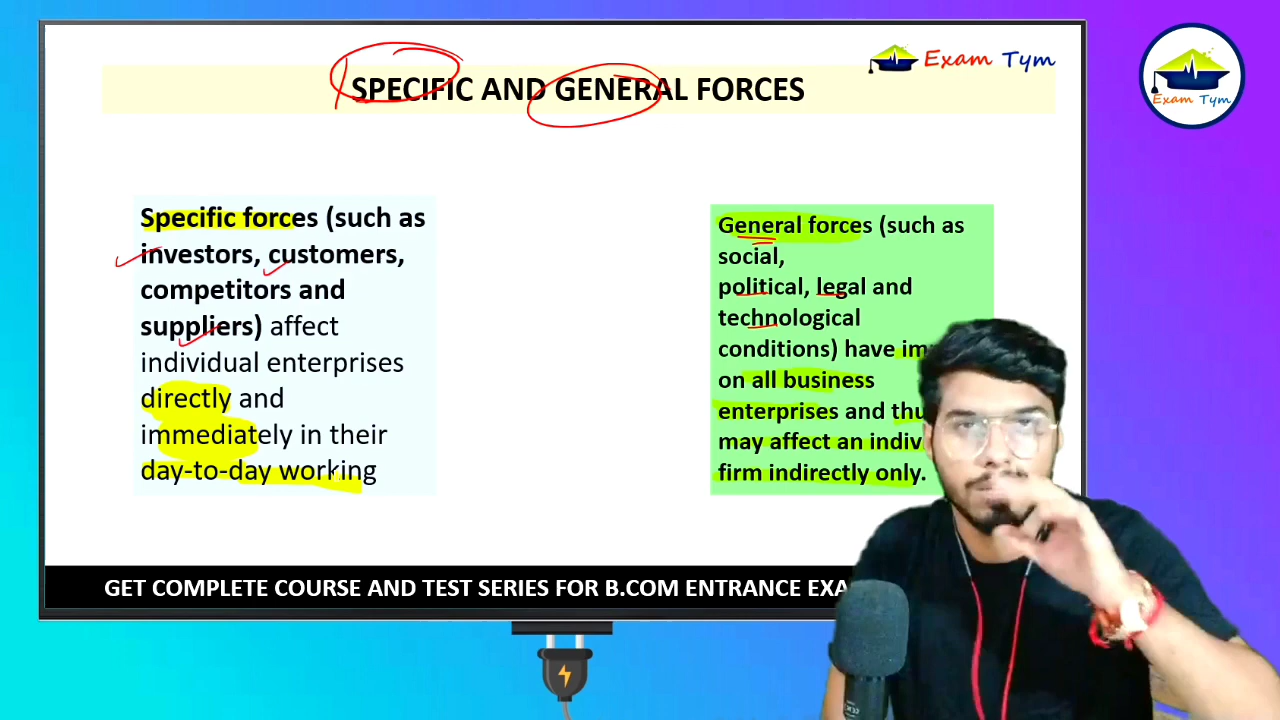 SPECIFIC AND GENERAL FORCES
Exam Tym
Exam Tym
Specific forces (such as
investors, customers,
competitors and
suppliers) affect
individual enterprises
directly and
immediately in their
day-to-day working
General forces (such as
social,
political, legal and
technological
conditions) have
on all business
enterprises and
may affect an
firm indirectly only.
GET COMPLETE COURSE AND TEST SERIES FOR B.COM ENTRANCE